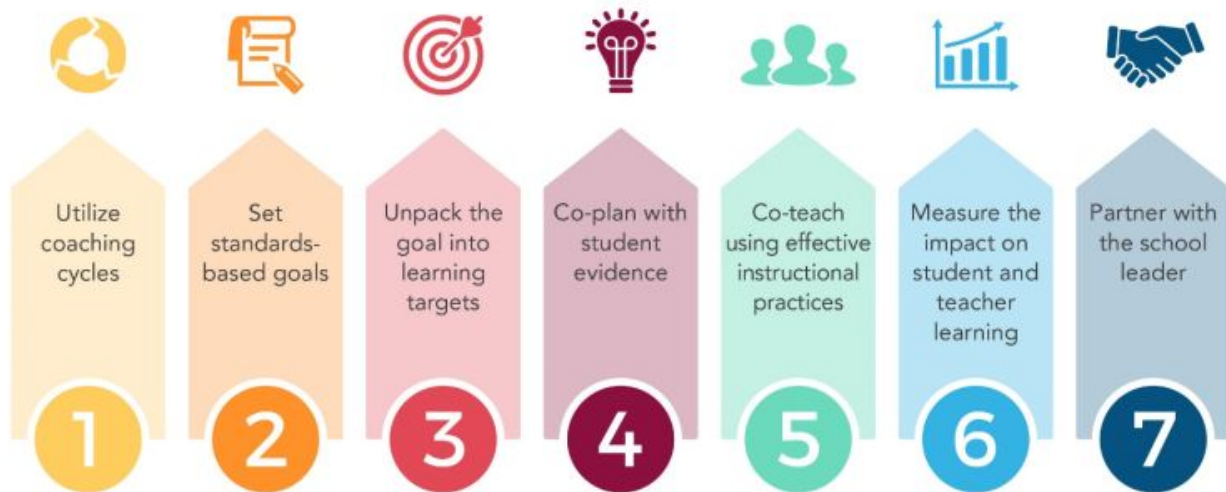 Utilize
coaching
cycles
1
Set
standards-
based goals
2
Unpack the
goal into
learning
targets
3
Co-plan with
student
evidence
4
Co-teach
using effective
instructional
practices
5
Measure the
impact on
student and
teacher
learning
6
Partner with
the school
leader
7